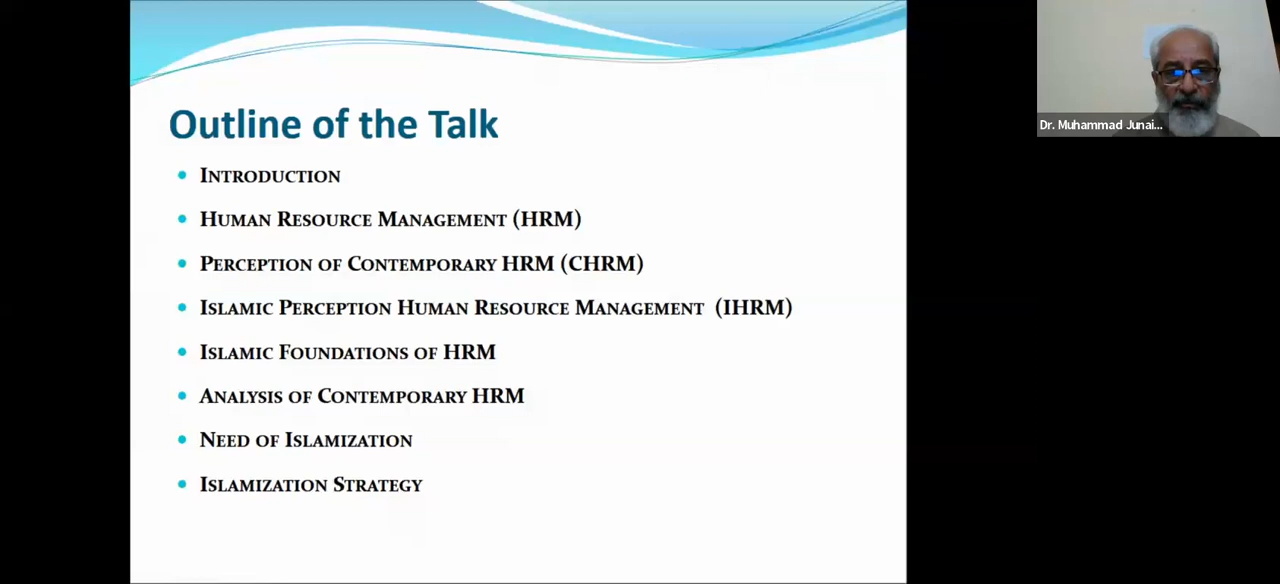 Outline of the Talk
Introduction
Human Resource Management (HRM)
Perception of Contemporary HRM (CHRM)
Islamic Perception Human Resource Management (IHRM)
Islamic Foundations of HRM
Analysis of Contemporary HRM
Need of Islamization
Islamization Strategy
Dr. Muhammad Junai...